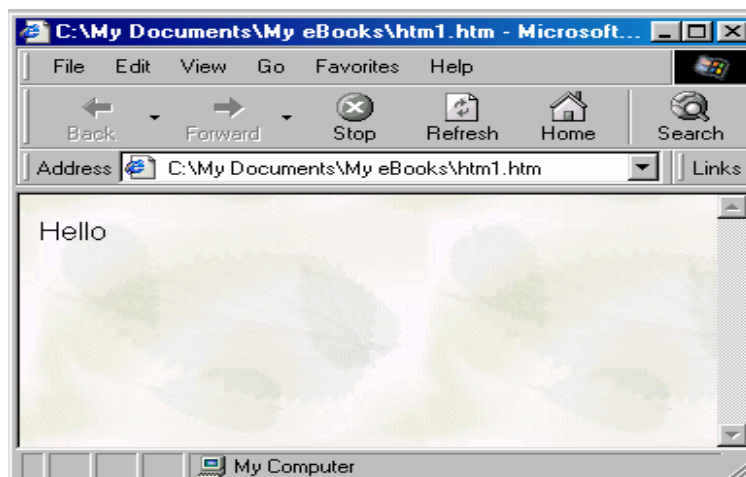 C:\My Documents\My eBooks\htm1.htm - Microsoft...
File Edit View Go Favorites Help
Back Forward Stop Refresh Home Search
Address C:\My Documents\My eBooks\htm1.htm Links
Hello
My Computer